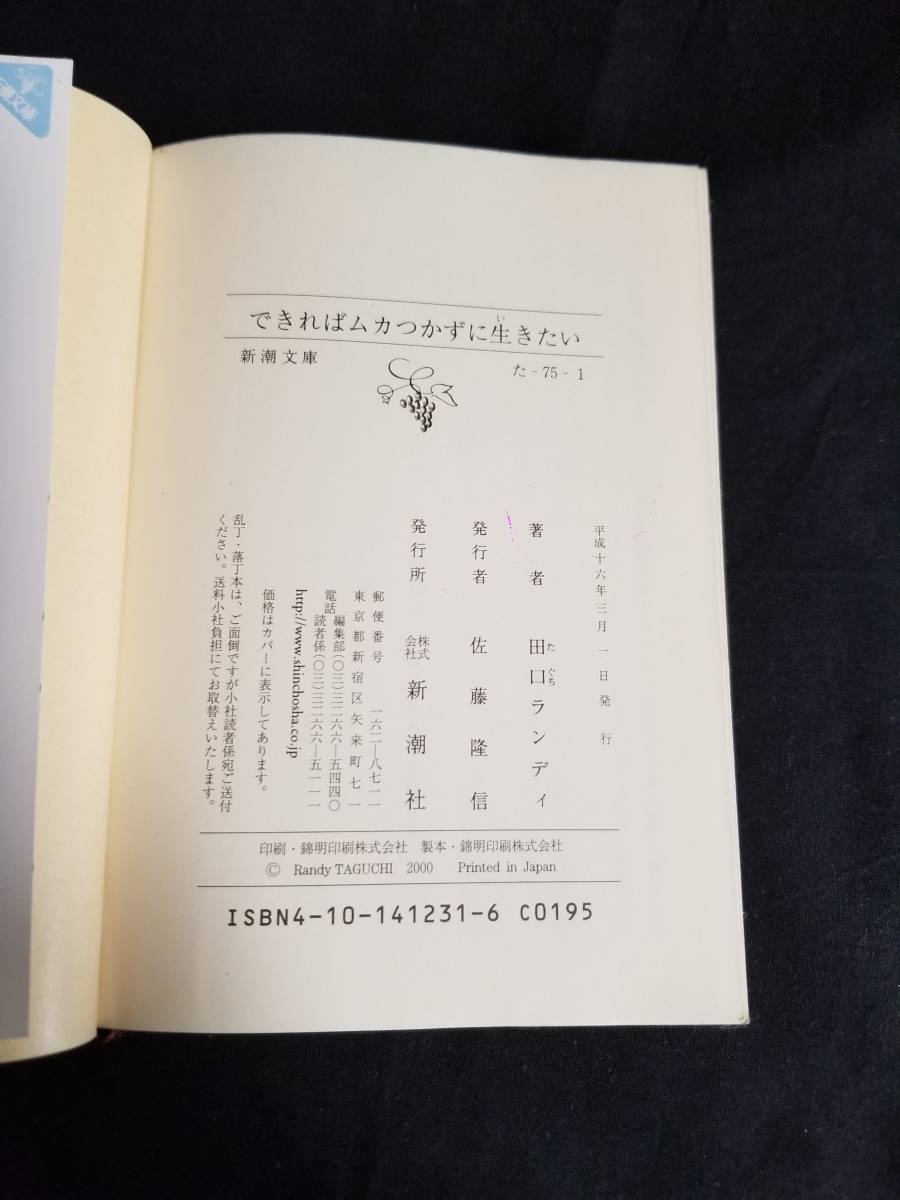 潮文庫
できればムカつかずに生きたい
い
新潮文庫
た - 75 - 1
平成十六年三月一日発行
著者 田口ランディ
た ぐち
発行者 佐藤隆信
発行所 株式会社 新潮社
郵便番号 一六二―八七一一
東京都新宿区矢来町七一
電話 編集部(〇三)三二六六―五四四〇
読者係(〇三)三二六六―五一一一
http://www.shinchosha.co.jp
価格はカバーに表示してあります。
乱丁・落丁本は、ご面倒ですが小社読者係宛ご送付
ください。送料小社負担にてお取替えいたします。
印刷・錦明印刷株式会社 製本・錦明印刷株式会社
© Randy TAGUCHI 2000 Printed in Japan
ISBN4-10-141231-6 C0195